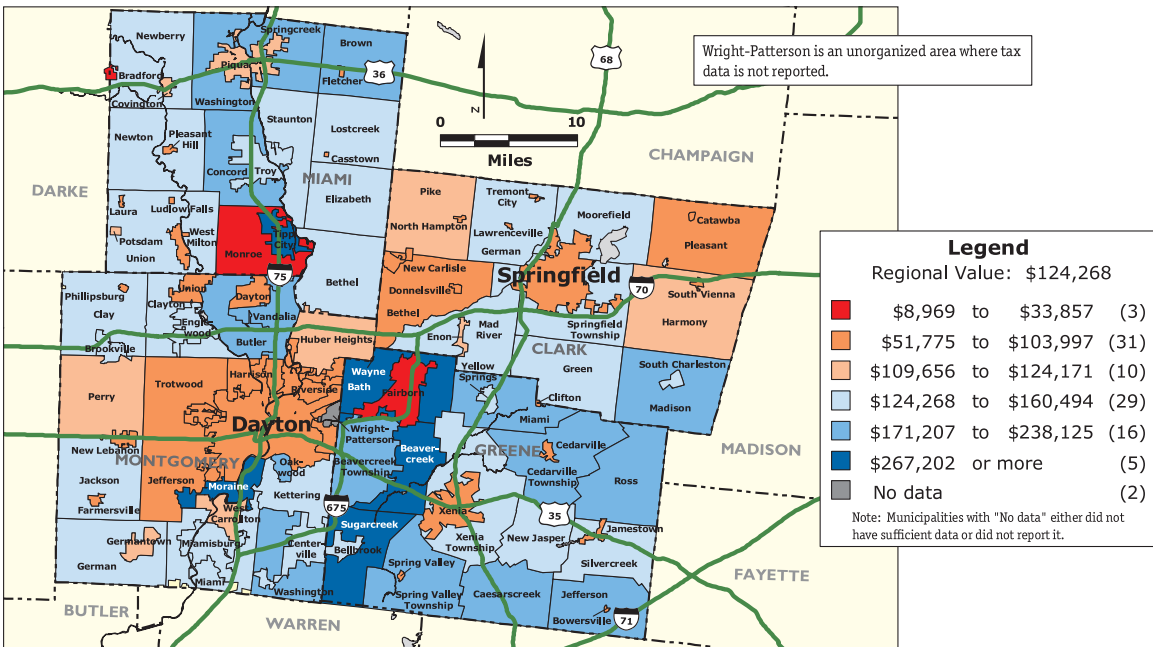 Newberry
Springcreek
Brown
Piqua
36
Bradford
Fletcher
Covington
Washington
68
Wright-Patterson is an unorganized area where tax
data is not reported.
N
0 10
Miles
Newton
Pleasant
Hill
Staunton
Lostcreek
Casstown
Concord
Troy
MIAMI
Elizabeth
CHAMPAIGN
DARKE
Laura
Ludlow Falls
West
Milton
Potsdam
Union
Tipp
City
Monroe
75
Bethel
Pike
North Hampton
Tremont
City
Lawrenceville
German
Moorefield
Catawba
Pleasant
New Carlisle
Donnelsville
Bethel
Springfield
70
South Vienna
Harmony
Springfield
Township
Enon
Mad
River
CLARK
Green
South Charleston
Madison
Phillipsburg
Clay
Union
Clayton
Engle-
wood
Dayton
Vandalia
Butler
Brookville
Huber Heights
Perry
Trotwood
Harrison
Riverside
Dayton
Wayne
Bath
Fairborn
Yellow
Springs
Clifton
Miami
Wright-
Patterson
Beaver-
creek
GREENE
Cedarville
Cedarville
Township
Ross
MADISON
New Lebanon
MONTGOMERY
Jackson
Jefferson
Farmersville
Moraine
Oak-
wood
Beavercreek
Township
Kettering
675
West
Carrollton
Xenia
35
Jamestown
Germantown
German
Miamisburg
Miami
Center-
ville
Washington
Sugarcreek
Bellbrook
Xenia
Township
New Jasper
Silvercreek
Spring Valley
Spring Valley
Township
Caesarscreek
Jefferson
Bowersville
71
FAYETTE
BUTLER
WARREN
Legend
Regional Value: $124,268
$8,969 to $33,857 (3)
$51,775 to $103,997 (31)
$109,656 to $124,171 (10)
$124,268 to $160,494 (29)
$171,207 to $238,125 (16)
$267,202 or more (5)
No data (2)
Note: Municipalities with "No data" either did not
have sufficient data or did not report it.